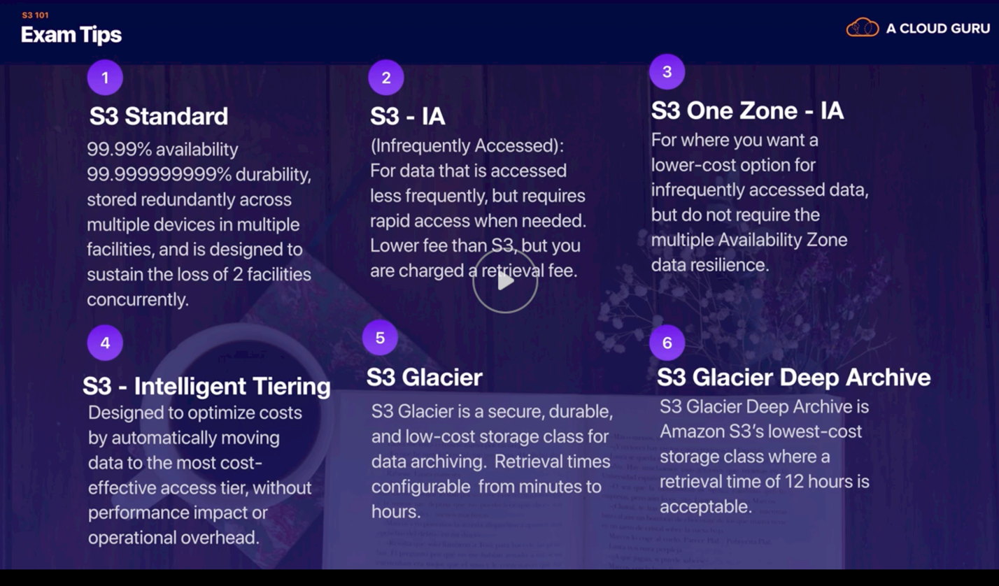 S3 101
Exam Tips
A CLOUD GURU
1
S3 Standard
99.99% availability
99.999999999% durability,
stored redundantly across
multiple devices in multiple
facilities, and is designed to
sustain the loss of 2 facilities
concurrently.
2
S3 - IA
(Infrequently Accessed):
For data that is accessed
less frequently, but requires
rapid access when needed.
Lower fee than S3, but you
are charged a retrieval fee.
3
S3 One Zone - IA
For where you want a
lower-cost option for
infrequently accessed data,
but do not require the
multiple Availability Zone
data resilience.
4
S3 - Intelligent Tiering
Designed to optimize costs
by automatically moving
data to the most cost-
effective access tier, without
performance impact or
operational overhead.
5
S3 Glacier
S3 Glacier is a secure, durable,
and low-cost storage class for
data archiving.  Retrieval times
configurable  from minutes to
hours.
6
S3 Glacier Deep Archive
S3 Glacier Deep Archive is
Amazon S3’s lowest-cost
storage class where a
retrieval time of 12 hours is
acceptable.